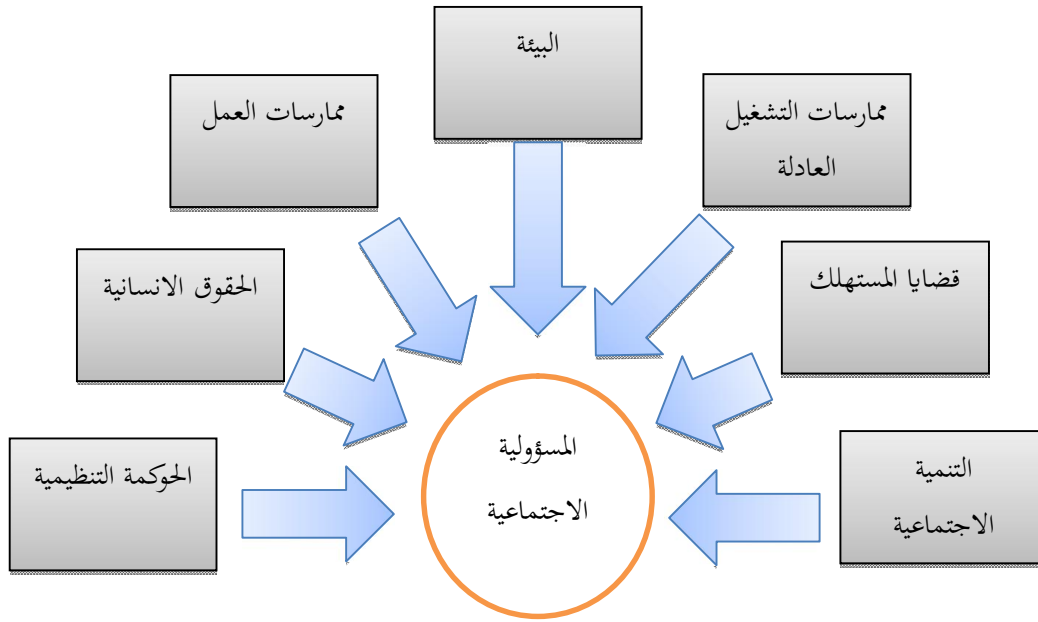 البيئة
ممارسات التشغيل
العادلة
ممارسات العمل
قضايا المستهلك
الحقوق الانسانية
التنمية
الاجتماعية
الحوكمة التنظيمية
المسؤولية
الاجتماعية